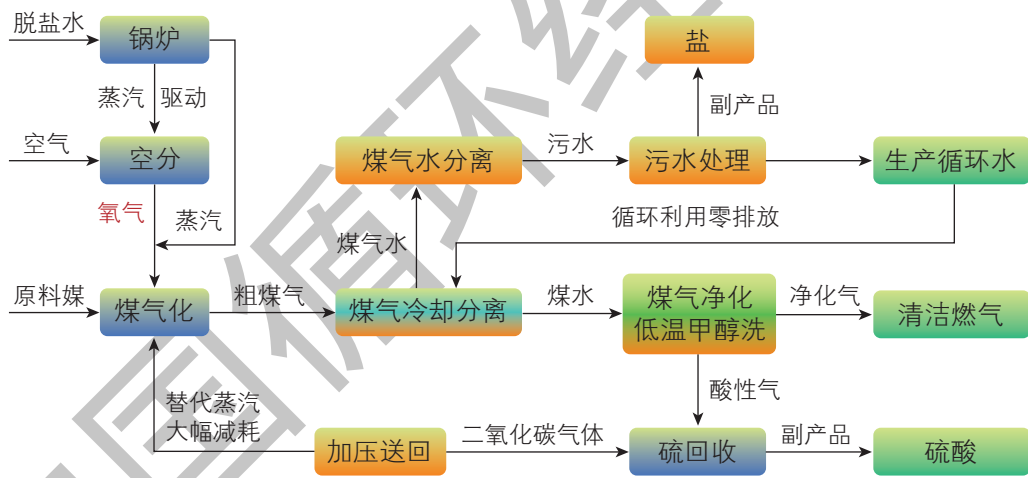 脱盐水
锅炉
盐
蒸汽
驱动
副产品
空气
空分
煤气水分离
污水
污水处理
生产循环水
氧气
蒸汽
煤气水
循环利用零排放
原料媒
煤气化
粗煤气
煤气冷却分离
煤水
煤气净化
低温甲醇洗
净化气
清洁燃气
替代蒸汽
大幅减耗
酸性气
加压送回
二氧化碳气体
硫回收
副产品
硫酸
国循环经